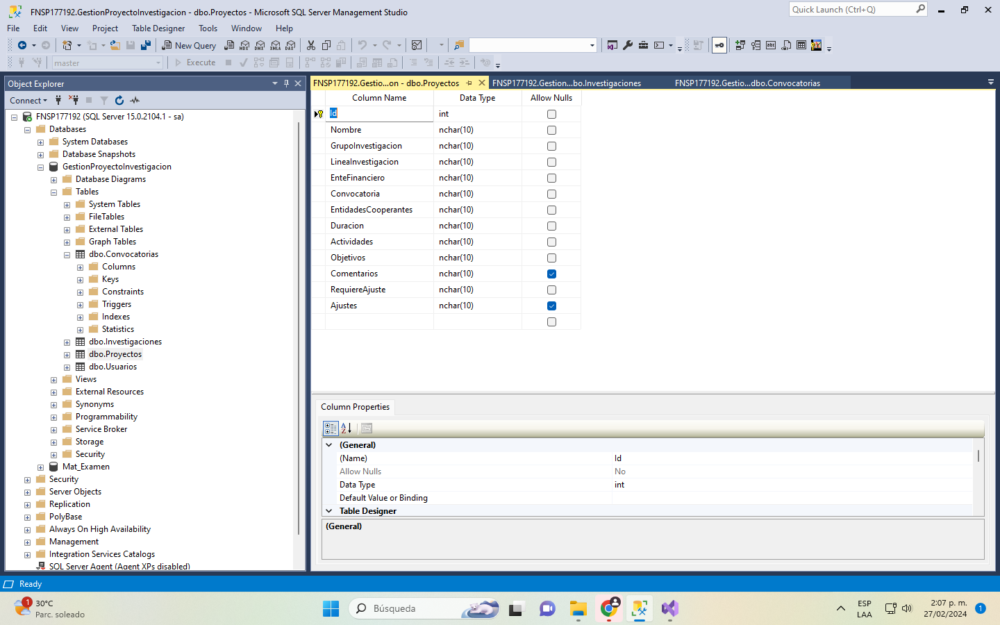 FNSP177192.GestionProyectoInvestigacion - dbo.Proyectos - Microsoft SQL Server Management Studio
Quick Launch (Ctrl+Q)
File Edit View Project Table Designer Tools Window Help
New Query
MDX DMX XMLA DAX
master
Execute
Object Explorer
FNSP177192.Gestio...on - dbo.Proyectos
FNSP177192.Gestion...bo.Investigaciones
FNSP177192.Gestio...dbo.Convocatorias
Connect
FNSP177192 (SQL Server 15.0.2104.1 - sa)
Databases
System Databases
Database Snapshots
GestionProyectoInvestigacion
Database Diagrams
Tables
System Tables
FileTables
External Tables
Graph Tables
dbo.Convocatorias
Columns
Keys
Constraints
Triggers
Indexes
Statistics
dbo.Investigaciones
dbo.Proyectos
dbo.Usuarios
Views
External Resources
Synonyms
Programmability
Service Broker
Storage
Security
Mat_Examen
Security
Server Objects
Replication
PolyBase
Always On High Availability
Management
Integration Services Catalogs
SQL Server Agent (Agent XPs disabled)
Column Name Data Type Allow Nulls
Id int
Nombre nchar(10)
GrupoInvestigacion nchar(10)
LineaInvestigacion nchar(10)
EnteFinanciero nchar(10)
Convocatoria nchar(10)
EntidadesCooperantes nchar(10)
Duracion nchar(10)
Actividades nchar(10)
Objetivos nchar(10)
Comentarios nchar(10)
RequiereAjuste nchar(10)
Ajustes nchar(10)
Column Properties
(General)
(Name) Id
Allow Nulls No
Data Type int
Default Value or Binding
Table Designer
(General)
Ready
1
30°C
Parc. soleado
Búsqueda
ESP
LAA
2:07 p. m.
27/02/2024
1